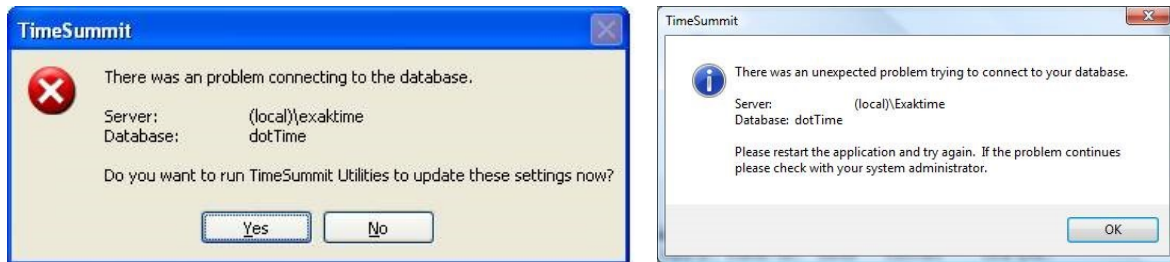 TimeSummit
There was an problem connecting to the database.
Server: (local)\exaktime
Database: dotTime
Do you want to run TimeSummit Utilities to update these settings now?
Yes No
TimeSummit
There was an unexpected problem trying to connect to your database.
Server: (local)\Exaktime
Database: dotTime
Please restart the application and try again. If the problem continues
please check with your system administrator.
OK